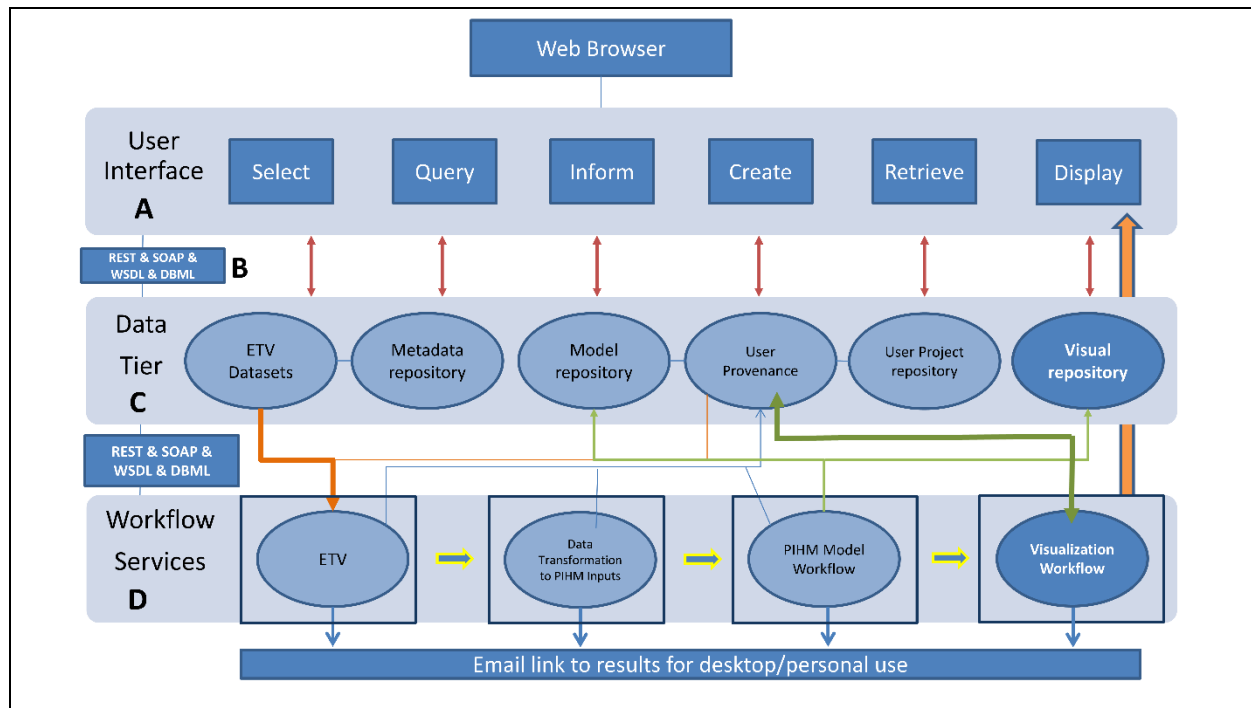 Web Browser
User
Interface
A
Select
Query
Inform
Create
Retrieve
Display
REST & SOAP &
WSDL & DBML
B
Data
Tier
C
ETV
Datasets
Metadata
repository
Model
repository
User
Provenance
User Project
repository
Visual
repository
REST & SOAP &
WSDL & DBML
Workflow
Services
D
ETV
Data
Transformation
to PIHM Inputs
PIHM Model
Workflow
Visualization
Workflow
Email link to results for desktop/personal use